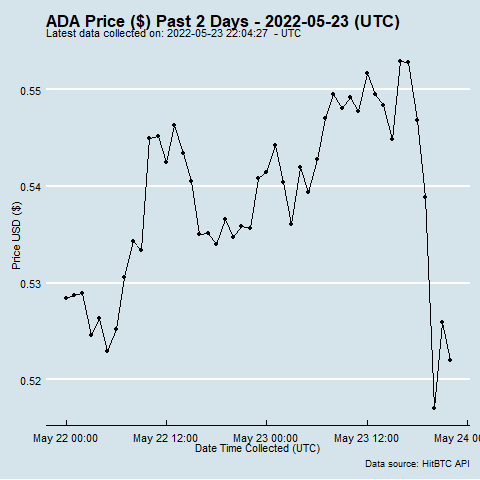 ADA Price ($) Past 2 Days - 2022-05-23 (UTC)
Latest data collected on: 2022-05-23 22:04:27 - UTC
0.55
0.54
0.53
0.52
Price USD ($)
May 22 00:00 May 22 12:00 May 23 00:00 May 23 12:00 May 24 00
Date Time Collected (UTC)
Data source: HitBTC API